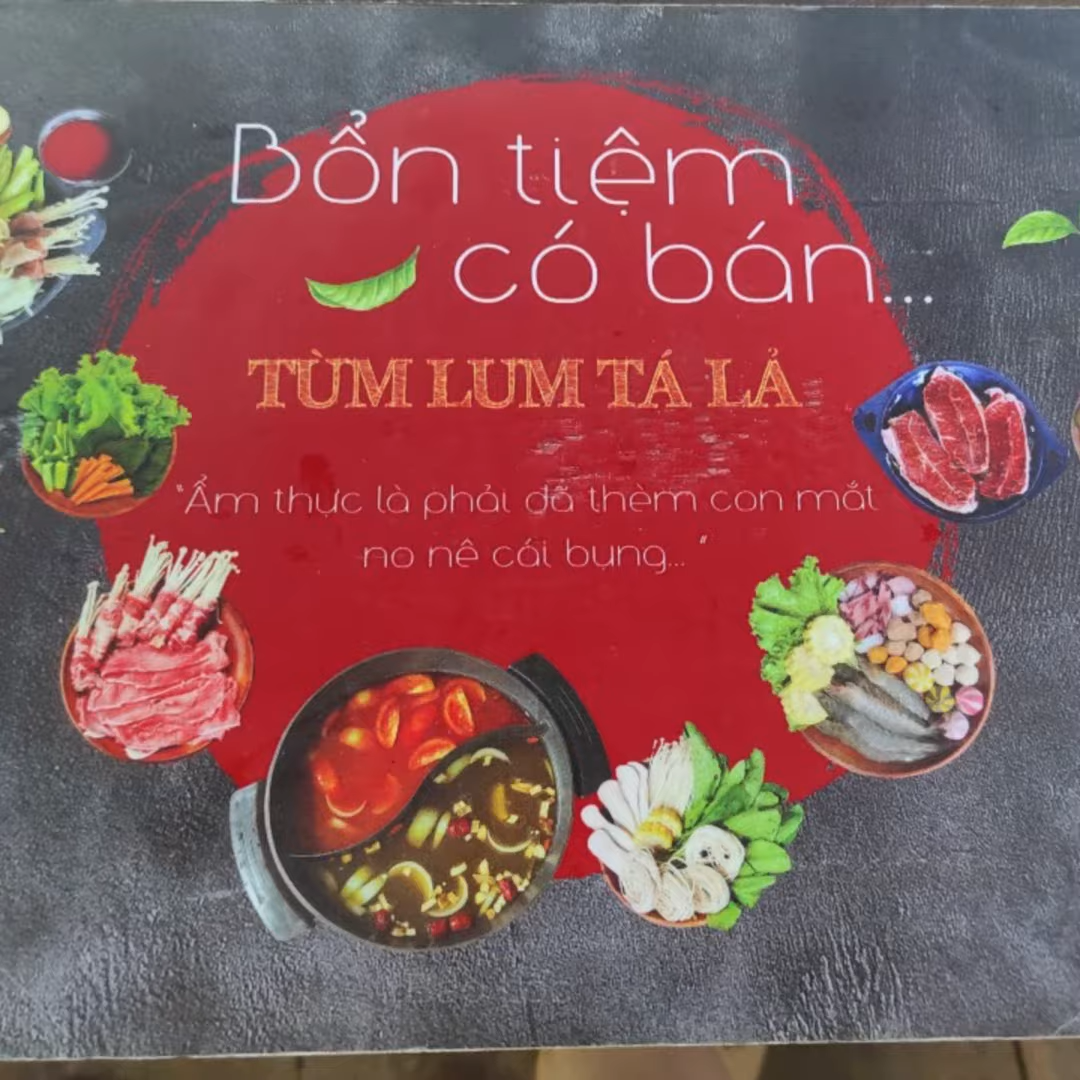 Bổn tiệm
có bán...
TÙM LUM TÁ LẢ
"Ẩm thực là phải đã thèm con mắt
no nê cái bụng..."